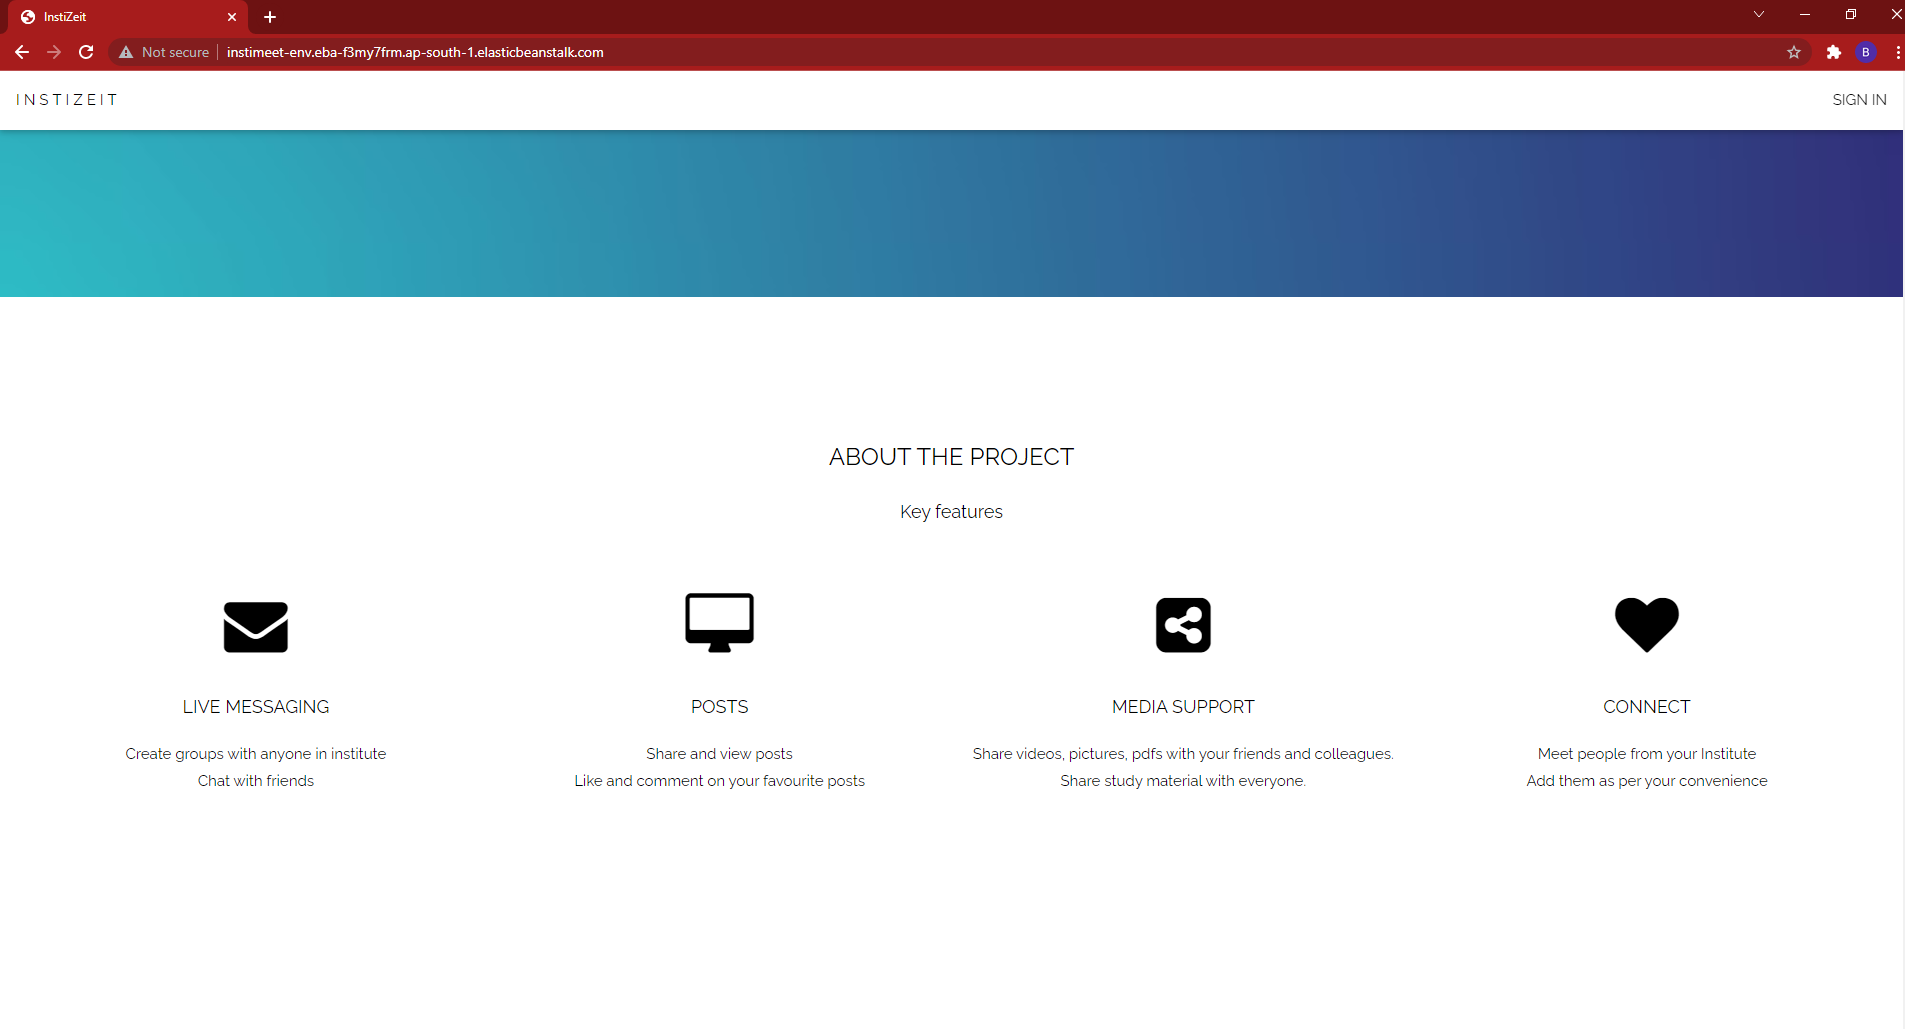 InstiZeit
Not secure
instimeet-env.eba-f3my7frm.ap-south-1.elasticbeanstalk.com
B
INSTIZEIT
SIGN IN
ABOUT THE PROJECT
Key features
LIVE MESSAGING
Create groups with anyone in institute
Chat with friends
POSTS
Share and view posts
Like and comment on your favourite posts
MEDIA SUPPORT
Share videos, pictures, pdfs with your friends and colleagues.
Share study material with everyone.
CONNECT
Meet people from your Institute
Add them as per your convenience